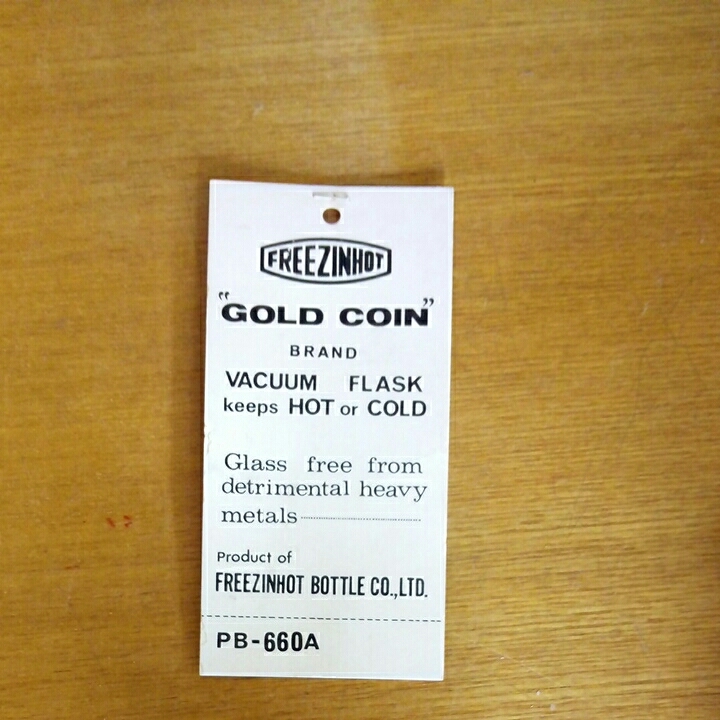 FREEZINHOT
"GOLD COIN"
BRAND
VACUUM FLASK
keeps HOT or COLD
Glass free from
detrimental heavy
metals
Product of
FREEZINHOT BOTTLE CO.,LTD.
PB-660A